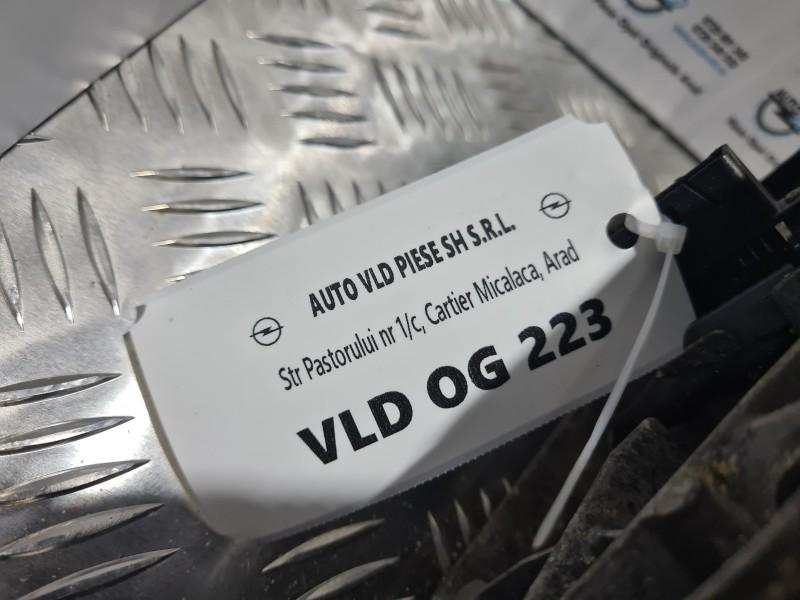 AUTO VLD PIESE SH S.R.L.
Str Pastorului nr 1/c, Cartier Micalaca, Arad
VLD OG 223